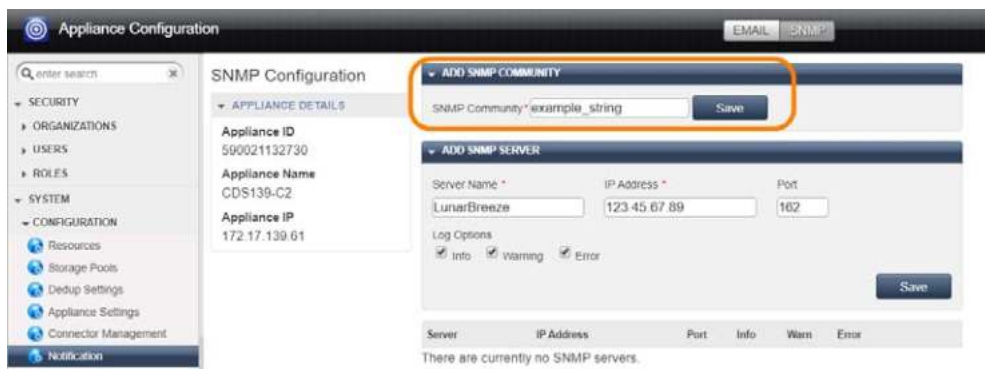 Appliance Configuration
EMAIL SNMP
enter search
SECURITY
ORGANIZATIONS
USERS
ROLES
SYSTEM
CONFIGURATION
Resources
Storage Pools
Dedup Settings
Appliance Settings
Connector Management
Notification
SNMP Configuration
APPLIANCE DETAILS
Appliance ID
590021132730
Appliance Name
CDS139-C2
Appliance IP
172.17.139.61
ADD SNMP COMMUNITY
SNMP Community* example_string Save
ADD SNMP SERVER
Server Name * IP Address * Port
LunarBreeze 123.45.67.89 162
Log Options
Info Warning Error
Save
Server IP Address Port Info Warn Error
There are currently no SNMP servers.